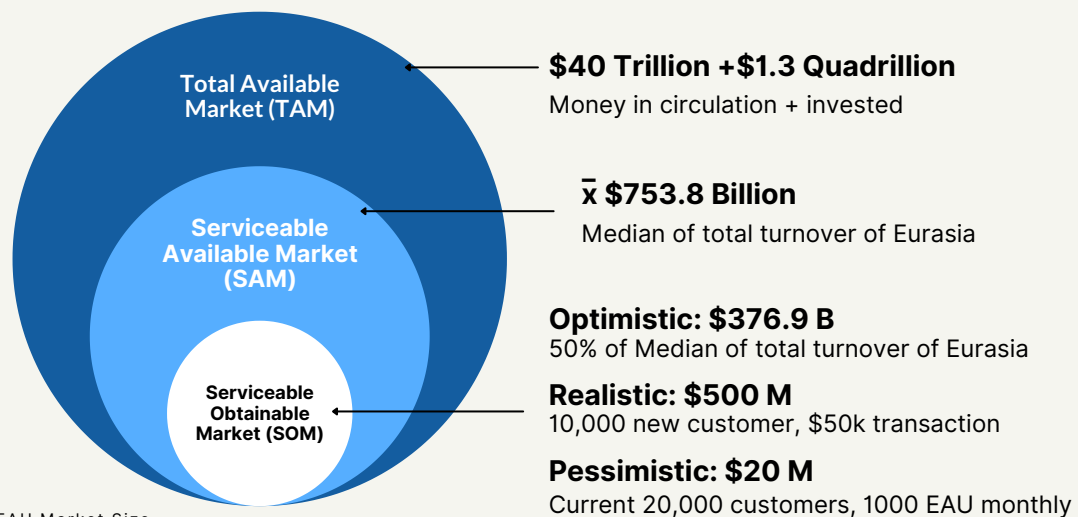 Total Available
Market (TAM)
$40 Trillion +$1.3 Quadrillion
Money in circulation + invested
Serviceable
Available Market
(SAM)
x̄ $753.8 Billion
Median of total turnover of Eurasia
Serviceable
Obtainable
Market (SOM)
Optimistic: $376.9 B
50% of Median of total turnover of Eurasia
Realistic: $500 M
10,000 new customer, $50k transaction
Pessimistic: $20 M
Current 20,000 customers, 1000 EAU monthly
EAU Market Size